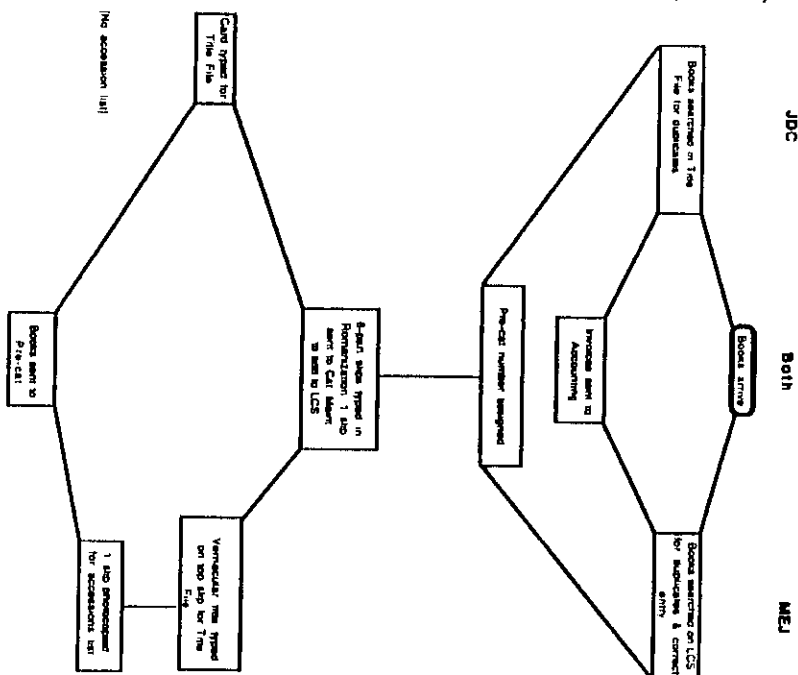 JDC
Both
MEJ
Books arrive
Books searched in Title
File for duplicates
Invoices sent to
Accounting
Books searched on LCS
for duplicates & correct
entry
Pre-cat number assigned
6-part slips typed in
Romanization 1 slip
sent to Cat Maint
to add to LCS
Card typed for
Title File
Vernacular title typed
on top slip for Title
File
[No accession list]
1 slip photocopied
for accessions list
Books sent to
Pre-cat